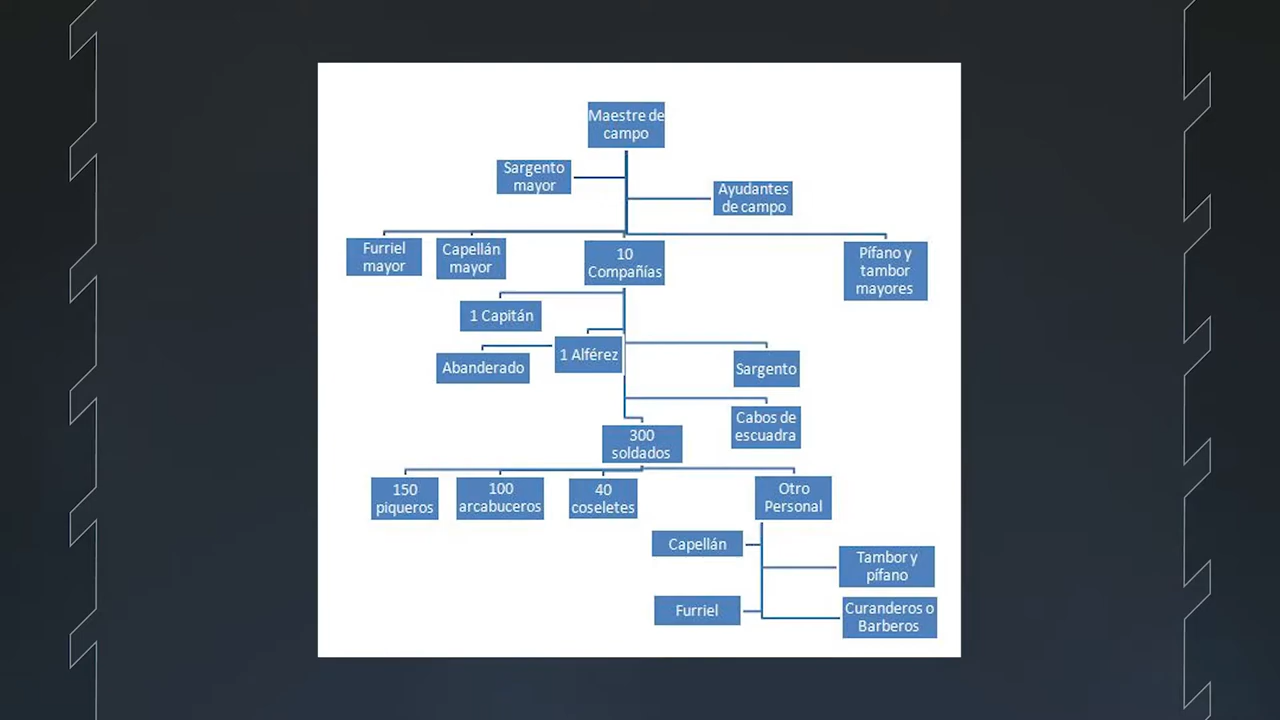 Maestre de
campo
Sargento
mayor
Ayudantes
de campo
Furriel
mayor
Capellán
mayor
10
Compañías
Pífano y
tambor
mayores
1 Capitán
1 Alférez
Abanderado
Sargento
Cabos de
escuadra
300
soldados
150
piqueros
100
arcabuceros
40
coseletes
Otro
Personal
Capellán
Tambor y
pífano
Furriel
Curanderos o
Barberos